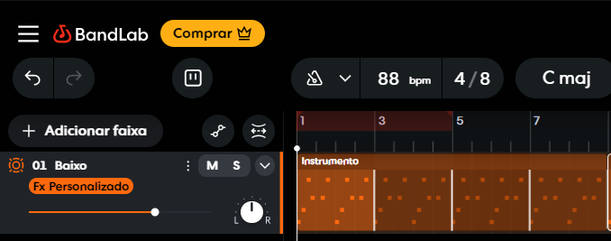 BandLab
Comprar
88 bpm
4/8
C maj
Adicionar faixa
1 3 5 7
01 Baixo
M S
Instrumento
Fx Personalizado
L R